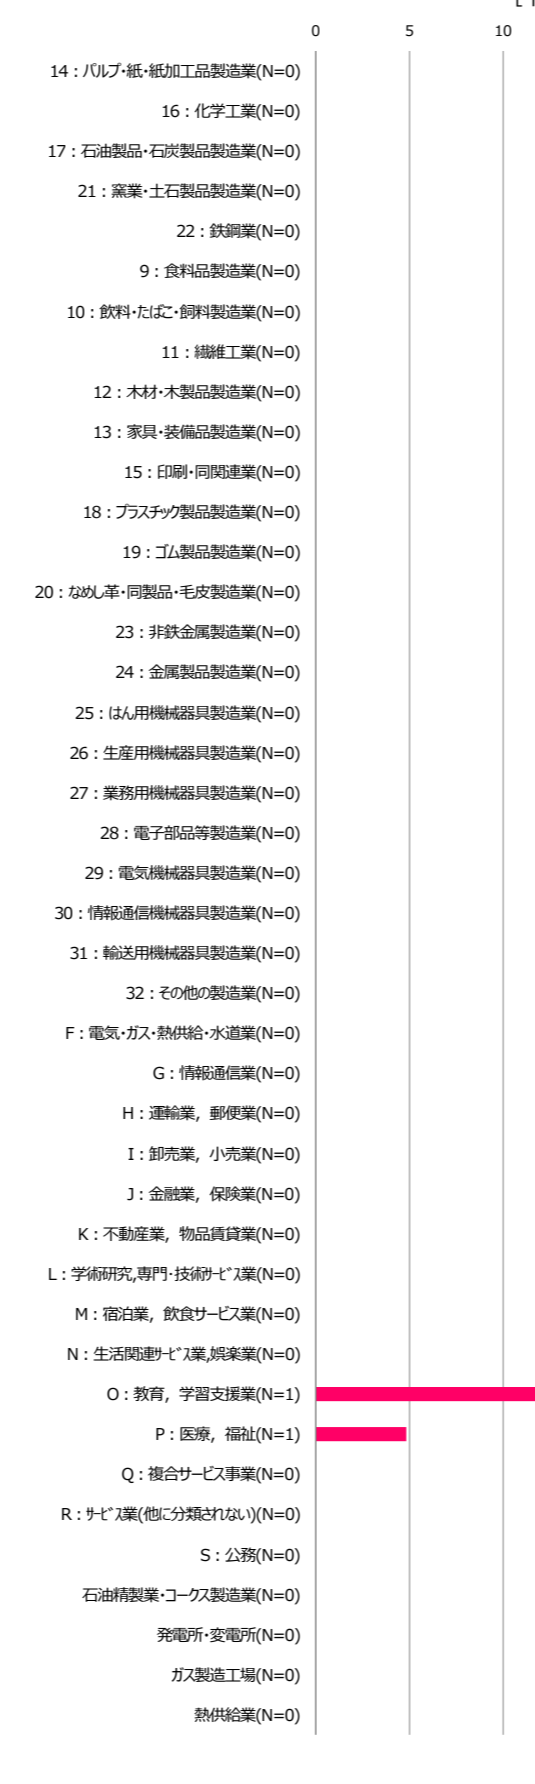 0 5 10
14：パルプ・紙・紙加工品製造業(N=0)
16：化学工業(N=0)
17：石油製品・石炭製品製造業(N=0)
21：窯業・土石製品製造業(N=0)
22：鉄鋼業(N=0)
9：食料品製造業(N=0)
10：飲料・たばこ・飼料製造業(N=0)
11：繊維工業(N=0)
12：木材・木製品製造業(N=0)
13：家具・装備品製造業(N=0)
15：印刷・同関連業(N=0)
18：プラスチック製品製造業(N=0)
19：ゴム製品製造業(N=0)
20：なめし革・同製品・毛皮製造業(N=0)
23：非鉄金属製造業(N=0)
24：金属製品製造業(N=0)
25：はん用機械器具製造業(N=0)
26：生産用機械器具製造業(N=0)
27：業務用機械器具製造業(N=0)
28：電子部品等製造業(N=0)
29：電気機械器具製造業(N=0)
30：情報通信機械器具製造業(N=0)
31：輸送用機械器具製造業(N=0)
32：その他の製造業(N=0)
F：電気・ガス・熱供給・水道業(N=0)
G：情報通信業(N=0)
H：運輸業，郵便業(N=0)
I：卸売業，小売業(N=0)
J：金融業，保険業(N=0)
K：不動産業，物品賃貸業(N=0)
L：学術研究,専門・技術ｻｰﾋﾞｽ業(N=0)
M：宿泊業，飲食サービス業(N=0)
N：生活関連ｻｰﾋﾞｽ業,娯楽業(N=0)
O：教育，学習支援業(N=1)
P：医療，福祉(N=1)
Q：複合サービス事業(N=0)
R：ｻｰﾋﾞｽ業(他に分類されない)(N=0)
S：公務(N=0)
石油精製業・コークス製造業(N=0)
発電所・変電所(N=0)
ガス製造工場(N=0)
熱供給業(N=0)